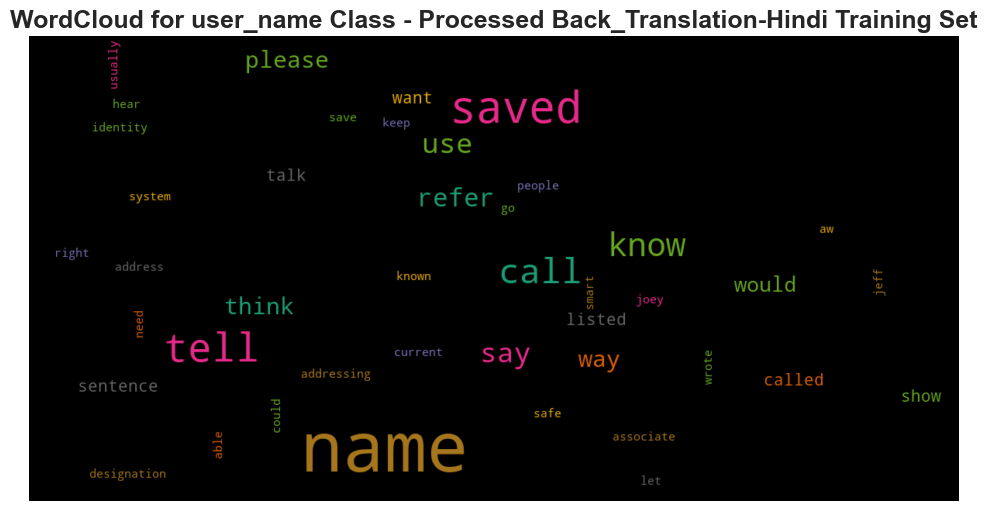 WordCloud for user_name Class - Processed Back_Translation-Hindi Training Set
usually
please
hear
want
saved
identity
save
keep
use
talk
system
refer
people
go
right
address
know
aw
known
call
smart
would
jeff
think
joey
need
listed
tell
current
say
way
wrote
sentence
addressing
called
show
could
safe
able
name
associate
designation
let